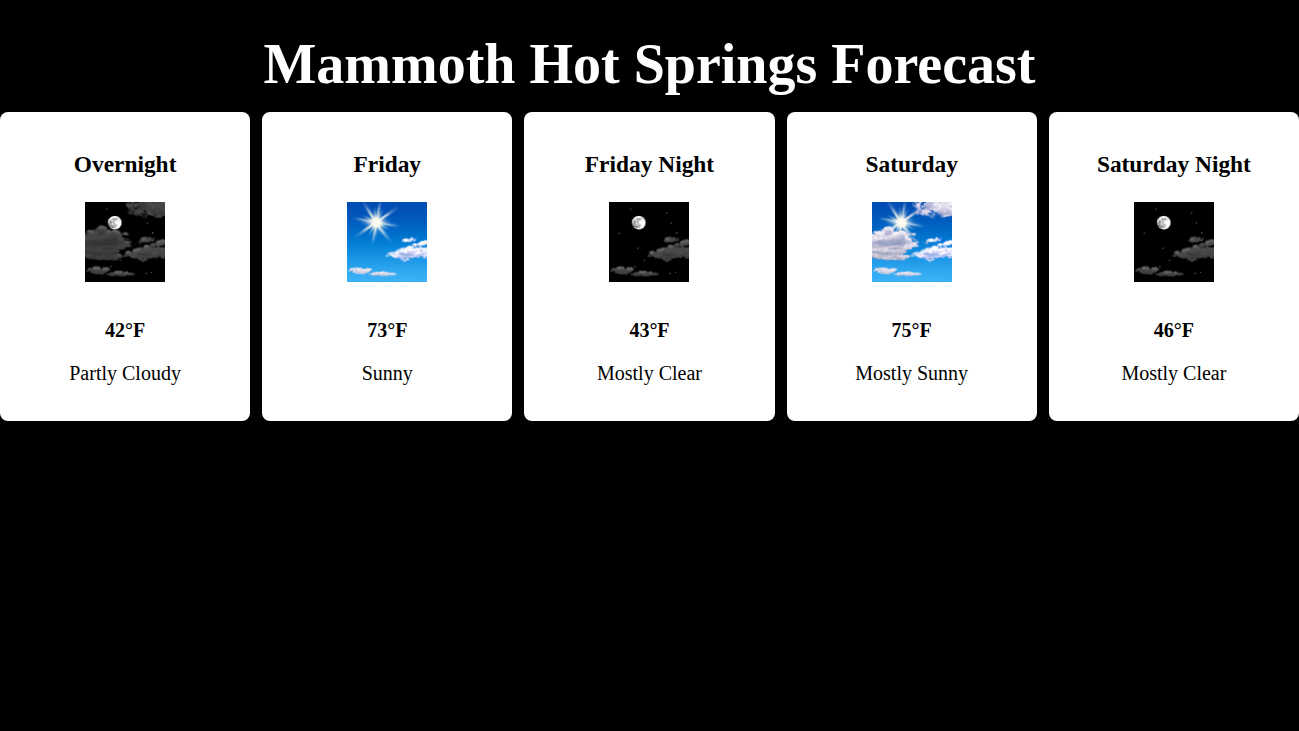 Mammoth Hot Springs Forecast
Overnight
42°F
Partly Cloudy
Friday
73°F
Sunny
Friday Night
43°F
Mostly Clear
Saturday
75°F
Mostly Sunny
Saturday Night
46°F
Mostly Clear